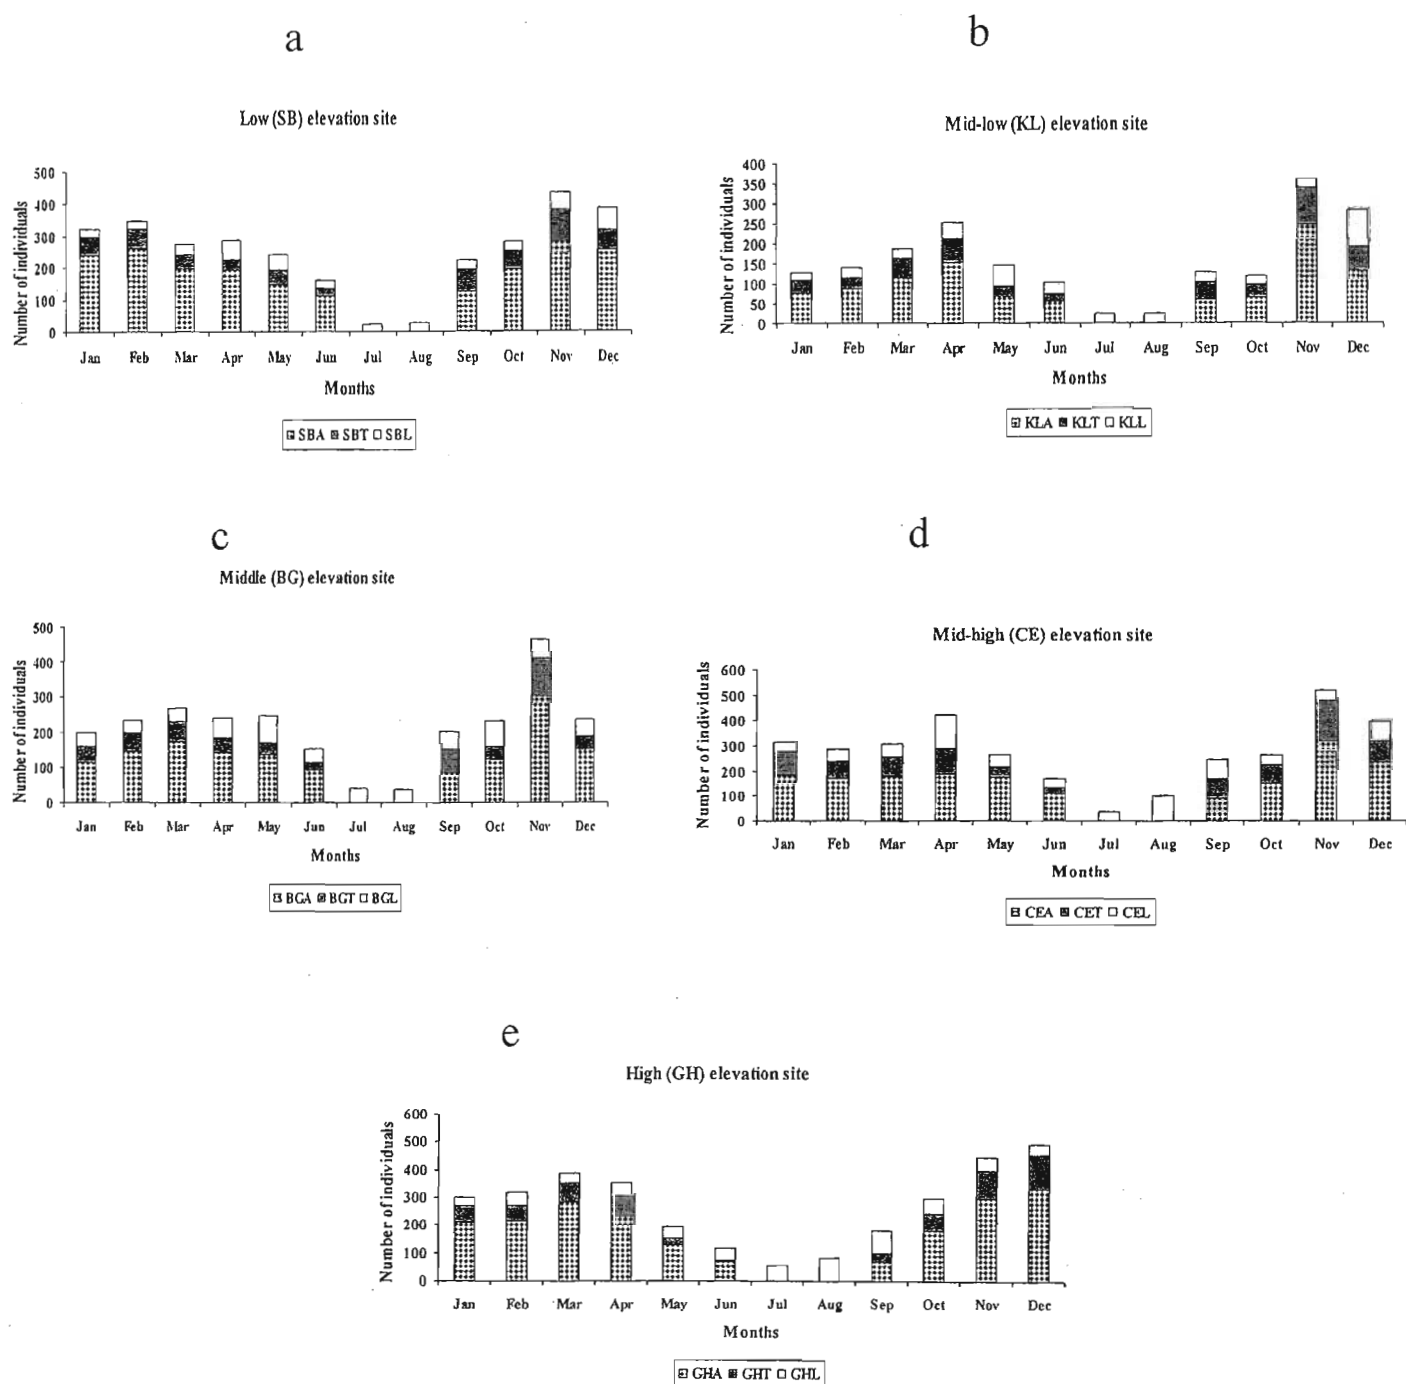 a
Low (SB) elevation site
Number of individuals
500
400
300
200
100
0
Jan Feb Mar Apr May Jun Jul Aug Sep Oct Nov Dec
Months
SBA SBT SBL
b
Mid-low (KL) elevation site
Number of individuals
400
350
300
250
200
150
100
50
0
Jan Feb Mar Apr May Jun Jul Aug Sep Oct Nov Dec
Months
KLA KLT KLL
c
Middle (BG) elevation site
Number of individuals
500
400
300
200
100
0
Jan Feb Mar Apr May Jun Jul Aug Sep Oct Nov Dec
Months
BGA BGT BGL
d
Mid-high (CE) elevation site
Number of individuals
600
500
400
300
200
100
0
Jan Feb Mar Apr May Jun Jul Aug Sep Oct Nov Dec
Months
CEA CET CEL
e
High (GH) elevation site
Number of individuals
600
500
400
300
200
100
0
Jan Feb Mar Apr May Jun Jul Aug Sep Oct Nov Dec
Months
GHA GHT GHL